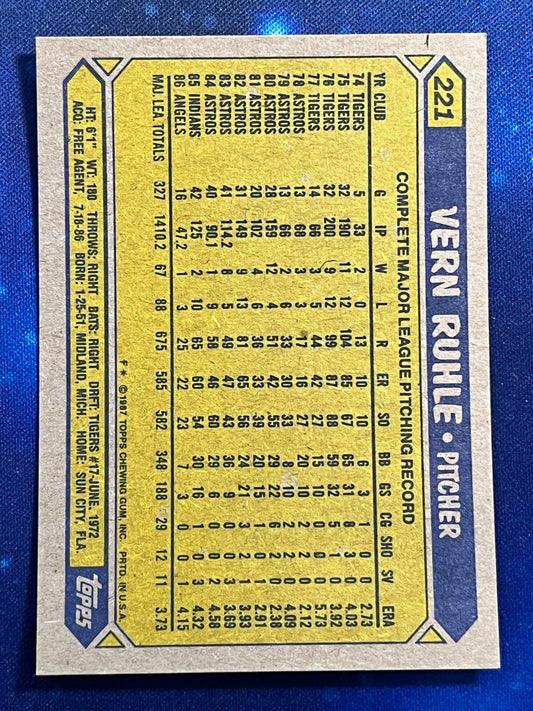 221 VERN RUHLE • PITCHER
COMPLETE MAJOR LEAGUE PITCHING RECORD
YR CLUB G IP W L R ER SO BB GS CG SHO SV ERA
74 TIGERS 5 33 2 0 13 10 10 6 3 1 0 0 2.73
75 TIGERS 32 190 11 12 104 85 67 65 31 8 3 0 4.03
76 TIGERS 32 200 9 12 99 87 88 59 32 5 1 0 3.92
77 TIGERS 14 66 3 5 44 42 27 15 10 0 0 0 5.73
78 ASTROS 13 68 3 3 17 16 27 20 10 2 2 0 2.12
79 ASTROS 13 66 2 6 33 30 33 8 10 2 2 0 4.09
80 ASTROS 28 159 12 4 51 42 55 29 22 6 2 0 2.38
81 ASTROS 20 102 4 6 36 33 39 20 15 1 0 1 2.91
82 ASTROS 31 149 9 13 81 65 56 24 21 3 2 1 3.93
83 ASTROS 41 114.2 8 5 49 47 43 36 9 0 0 3 3.69
84 ASTROS 40 90.1 1 9 58 46 60 29 6 0 0 2 4.58
85 INDIANS 42 125 2 10 65 60 54 30 16 1 0 3 4.32
86 ANGELS 16 47.2 1 3 25 22 23 7 3 0 0 1 4.15
MAJ. LEA. TOTALS 327 1410.2 67 88 675 585 582 348 188 29 12 11 3.73
F * ©1987 TOPPS CHEWING GUM, INC. PRTD. IN U.S.A.
HT: 6'1" WT: 180 THROWS: RIGHT BATS: RIGHT DRFT: TIGERS #17-JUNE, 1972
ACQ: FREE AGENT, 7-18-86 BORN: 1-25-51, MIDLAND, MICH. HOME: SUN CITY, FLA.
topps